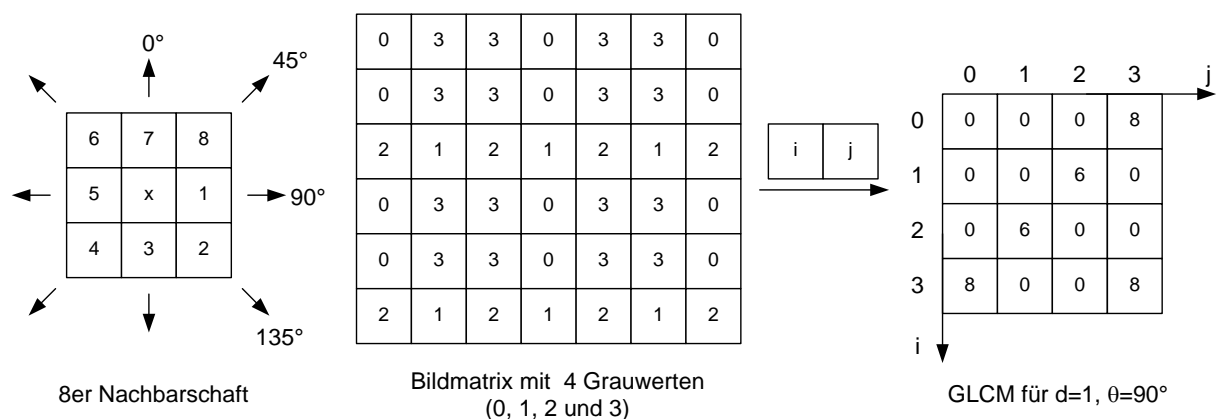 0°
45°
6 7 8
5 x 1
90°
4 3 2
135°
8er Nachbarschaft
0 3 3 0 3 3 0
0 3 3 0 3 3 0
2 1 2 1 2 1 2
0 3 3 0 3 3 0
0 3 3 0 3 3 0
2 1 2 1 2 1 2
Bildmatrix mit 4 Grauwerten
(0, 1, 2 und 3)
i j
0 1 2 3 j
0 0 0 0 8
1 0 0 6 0
2 0 6 0 0
3 8 0 0 8
i
GLCM für d=1, θ=90°